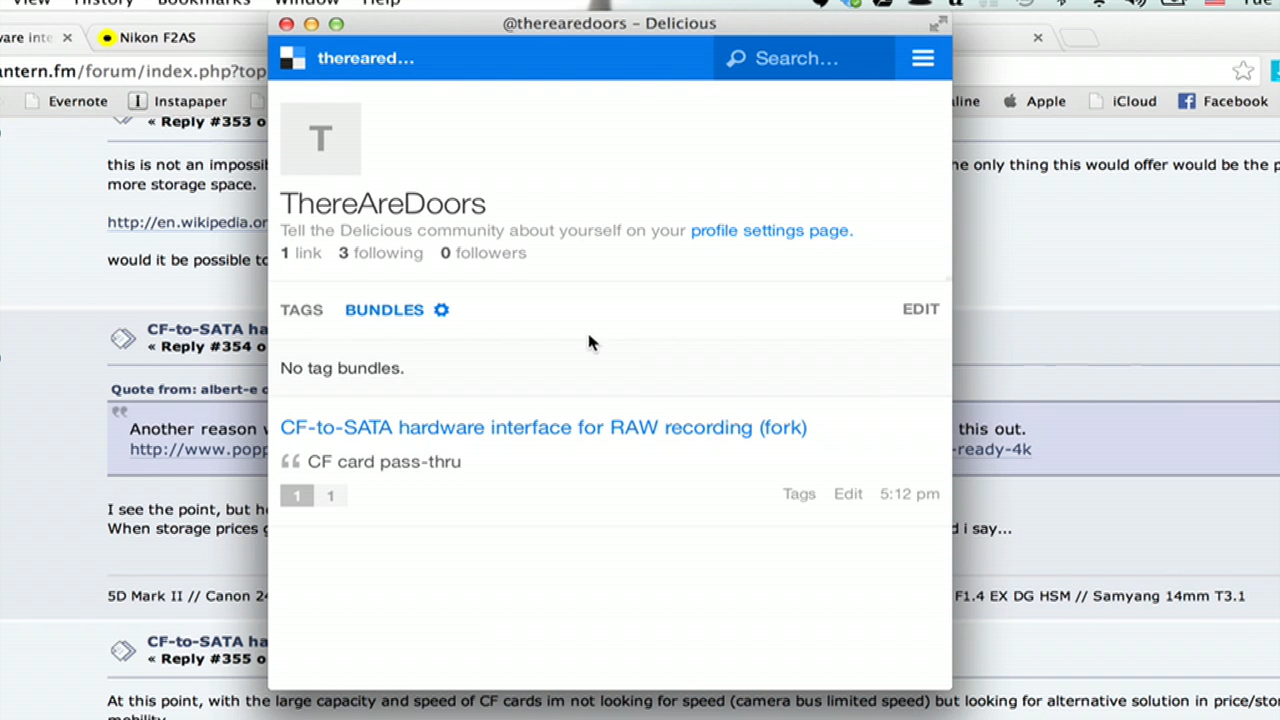 View History Bookmarks Window Help
@therearedoors – Delicious
Nikon F2AS
antern.fm/forum/index.php?top
Evernote Instapaper Apple iCloud Facebook
thereared... Search...
« Reply #353 o
T
this is not an impossib
more storage space.
http://en.wikipedia.or
would it be possible to
ThereAreDoors
Tell the Delicious community about yourself on your profile settings page.
1 link 3 following 0 followers
TAGS BUNDLES EDIT
No tag bundles.
CF-to-SATA hardware interface for RAW recording (fork)
CF card pass-thru
1 1 Tags Edit 5:12 pm
he only thing this would offer would be the p
CF-to-SATA ha
« Reply #354 o
Quote from: albert-e
Another reason
http://www.popp
this out.
-ready-4k
I see the point, but h
When storage prices g
d i say...
5D Mark II // Canon 24
F1.4 EX DG HSM // Samyang 14mm T3.1
CF-to-SATA ha
« Reply #355 o
At this point, with the large capacity and speed of CF cards im not looking for speed (camera bus limited speed) but looking for alternative solution in price/sto